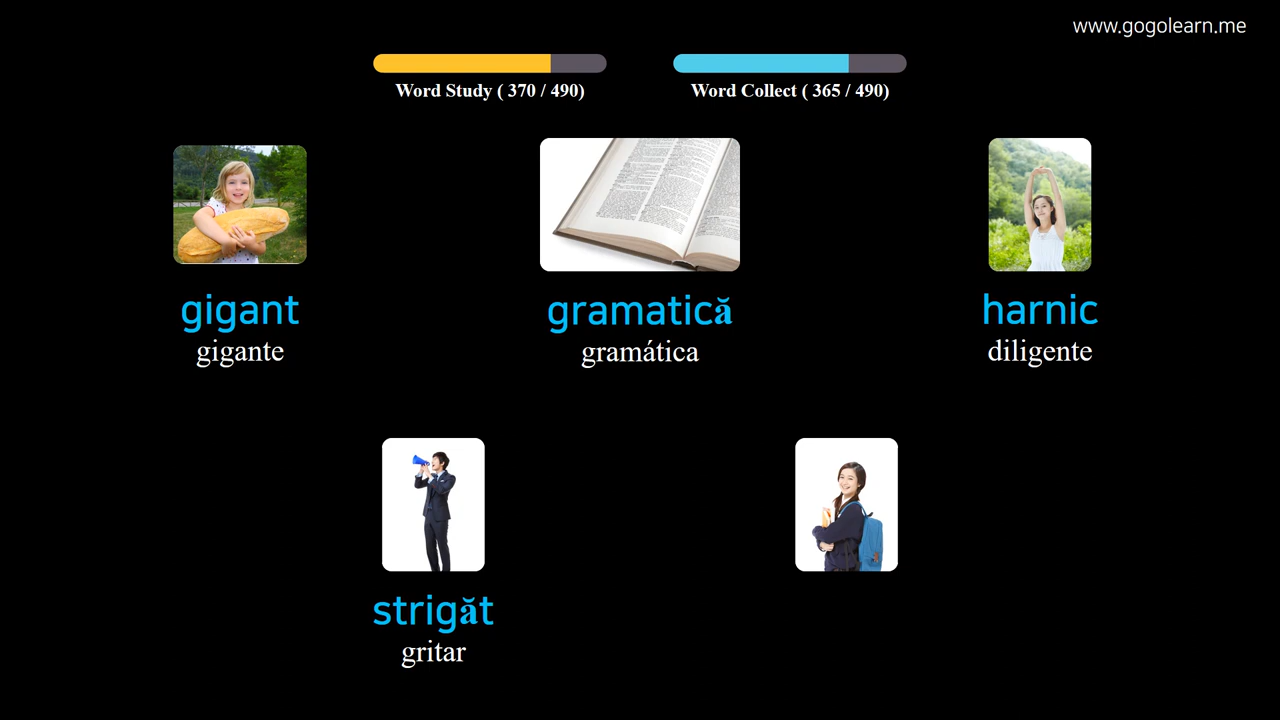 www.gogolearn.me
Word Study ( 370 / 490)
Word Collect ( 365 / 490)
gigant
gigante
gramatică
gramática
harnic
diligente
strigăt
gritar